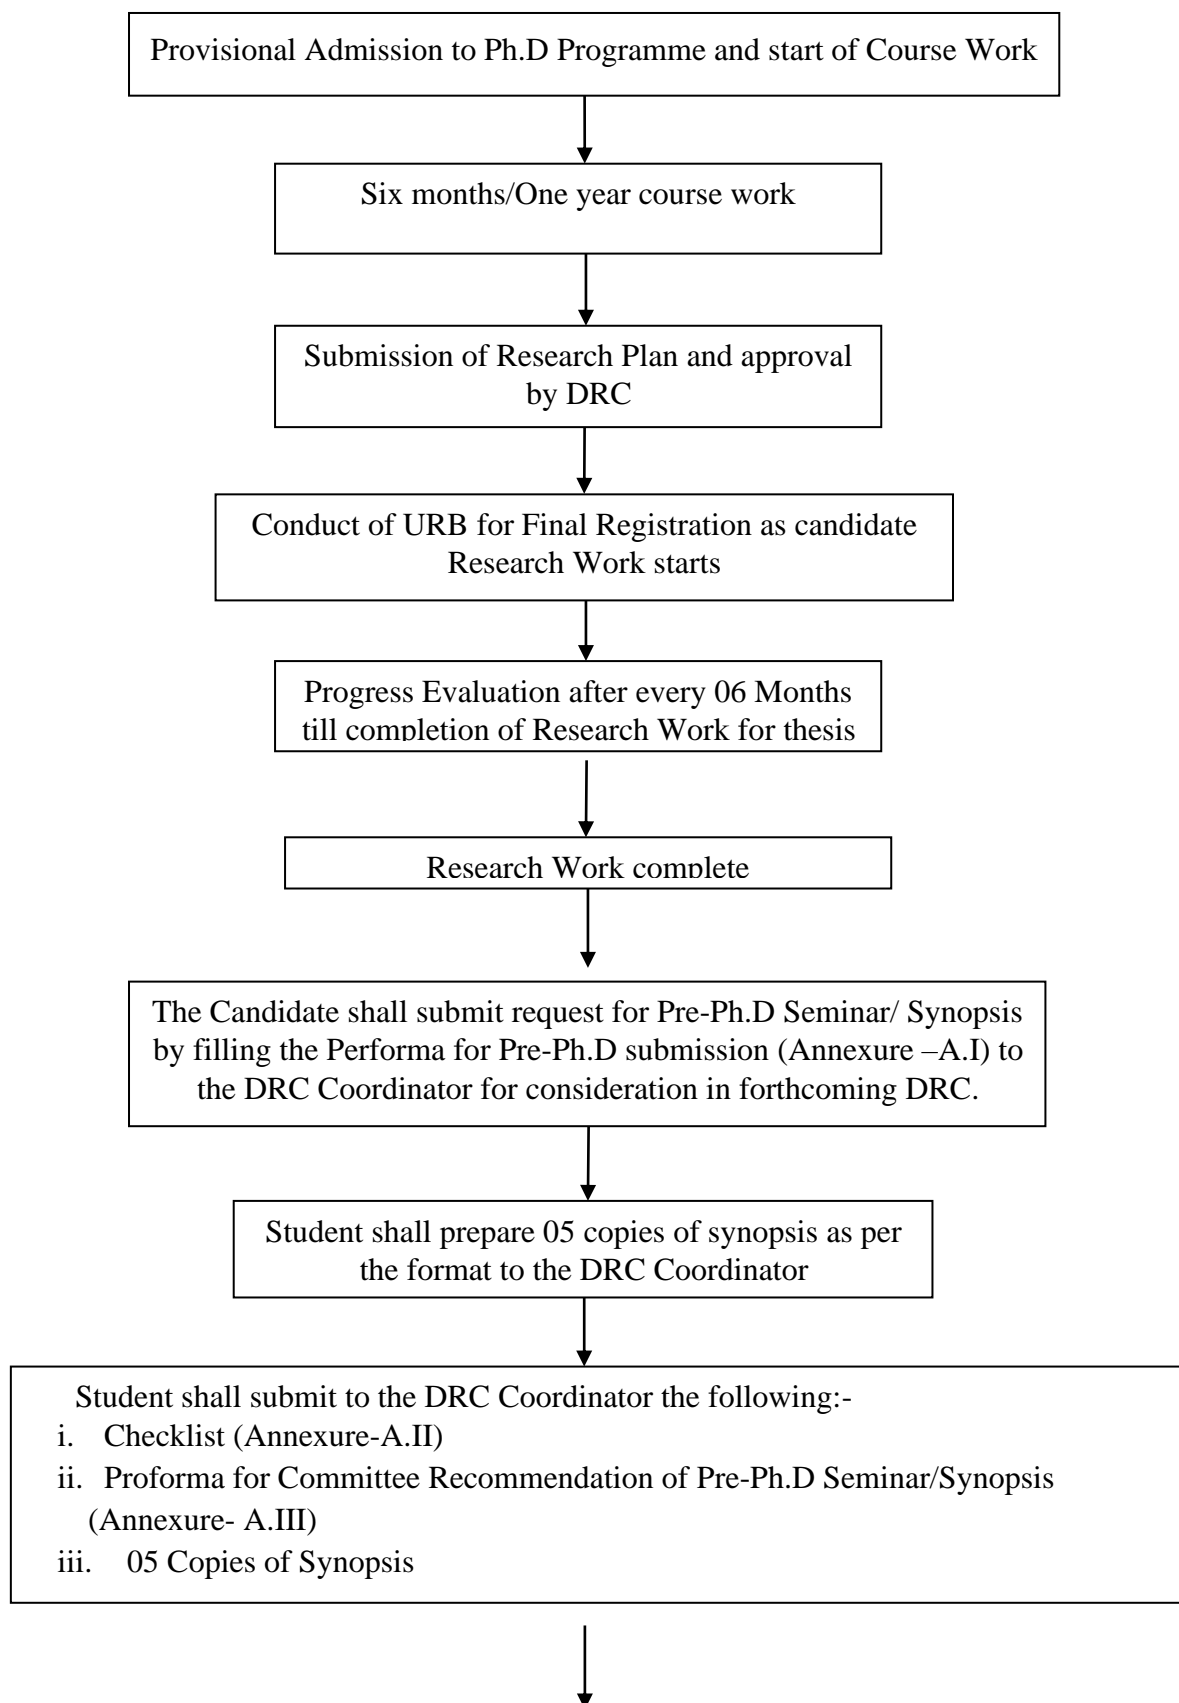 Provisional Admission to Ph.D Programme and start of Course Work
Six months/One year course work
Submission of Research Plan and approval
by DRC
Conduct of URB for Final Registration as candidate
Research Work starts
Progress Evaluation after every 06 Months
till completion of Research Work for thesis
Research Work complete
The Candidate shall submit request for Pre-Ph.D Seminar/ Synopsis
by filling the Performa for Pre-Ph.D submission (Annexure –A.I) to
the DRC Coordinator for consideration in forthcoming DRC.
Student shall prepare 05 copies of synopsis as per
the format to the DRC Coordinator
Student shall submit to the DRC Coordinator the following:-
i. Checklist (Annexure-A.II)
ii. Proforma for Committee Recommendation of Pre-Ph.D Seminar/Synopsis
(Annexure- A.III)
iii. 05 Copies of Synopsis